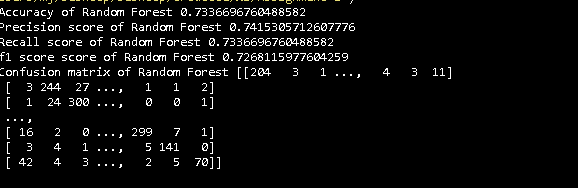 Accuracy of Random Forest 0.7336696760488582
Precision score of Random Forest 0.7415305712607776
Recall score of Random Forest 0.7336696760488582
f1 score score of Random Forest 0.7268115977604259
Confusion matrix of Random Forest [[204   3   1 ...,   4   3  11]
 [  3 244  27 ...,   1   1   2]
 [  1  24 300 ...,   0   0   1]
 ...,
 [ 16   2   0 ..., 299   7   1]
 [  3   4   1 ...,   5 141   0]
 [ 42   4   3 ...,   2   5  70]]